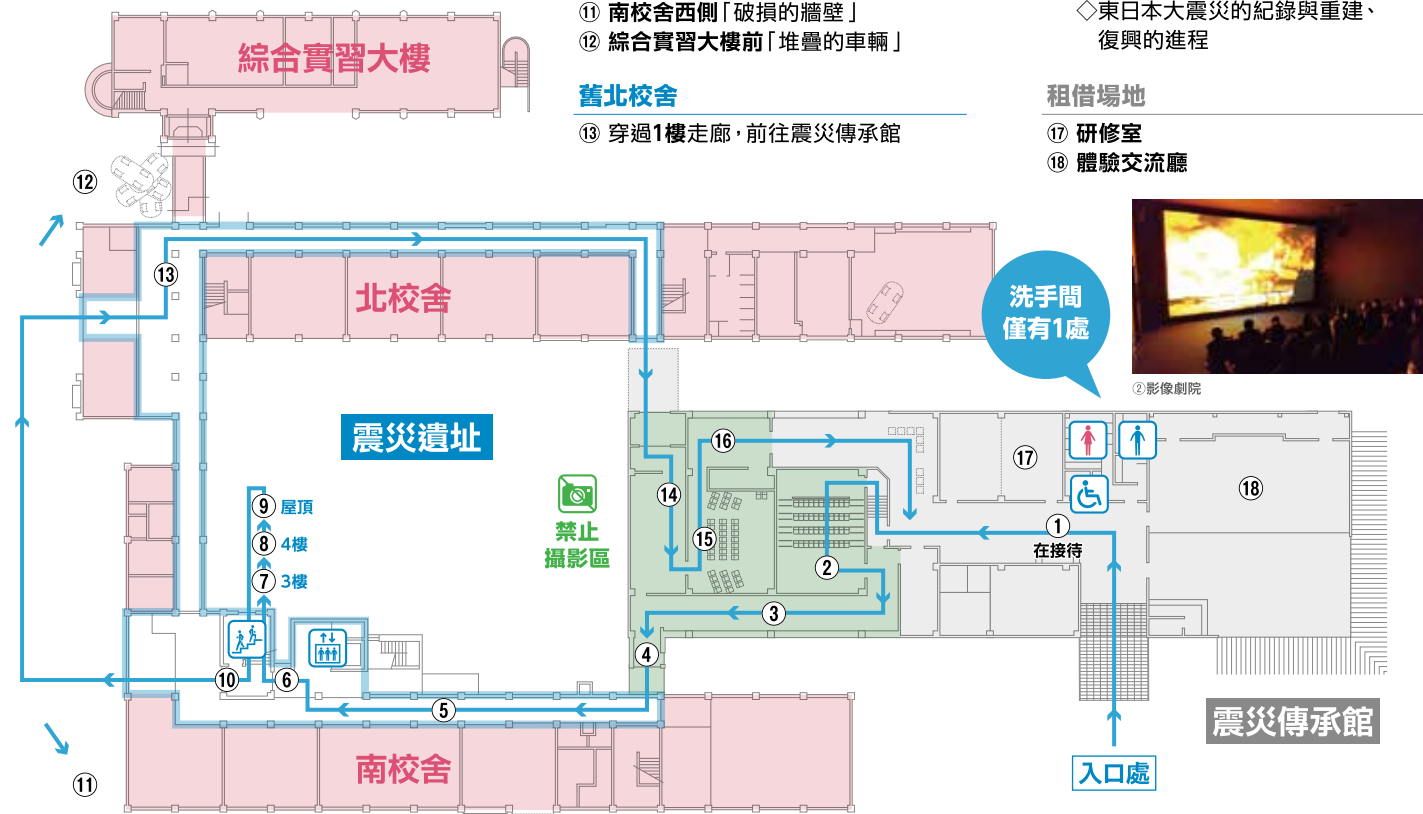 ⑪ 南校舍西側「破損的牆壁」
⑫ 綜合實習大樓前「堆疊的車輛」
舊北校舍
⑬ 穿過1樓走廊，前往震災傳承館
◇東日本大震災的紀錄與重建、
復興的進程
租借場地
⑰ 研修室
⑱ 體驗交流廳
②影像劇院
綜合實習大樓
⑫
⑬
北校舍
洗手間
僅有1處
震災遺址
禁止
攝影區
⑨ 屋頂
⑧ 4樓
⑦ 3樓
⑩
⑥
⑤
④
③
②
⑭
⑮
⑯
⑰
⑱
①
在接待
南校舍
⑪
震災傳承館
入口處